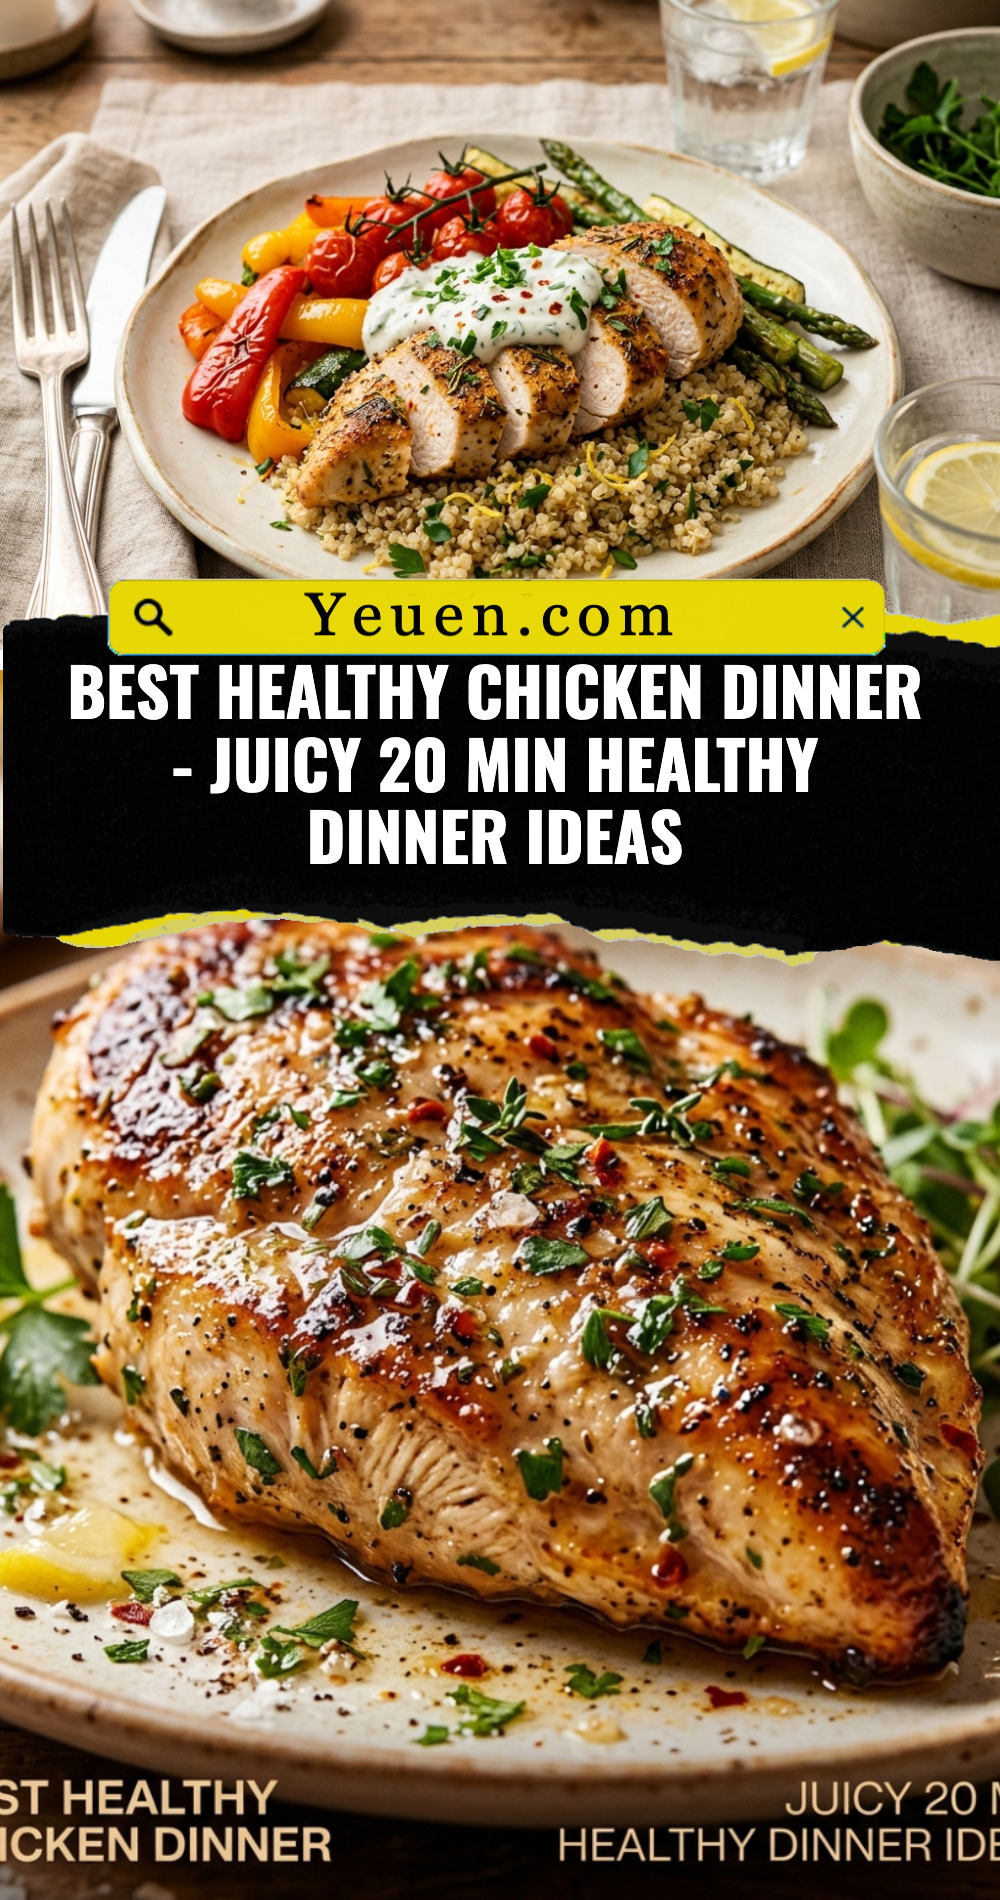 Yeuen.com
BEST HEALTHY CHICKEN DINNER
- JUICY 20 MIN HEALTHY
DINNER IDEAS
ST HEALTHY
ICKEN DINNER
JUICY 20 M
HEALTHY DINNER IDE